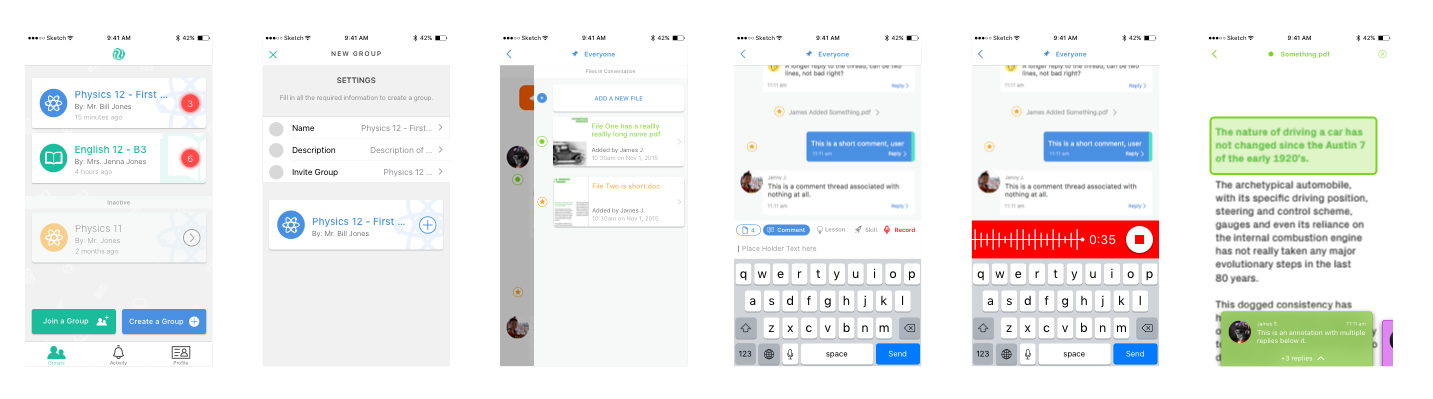 Sketch 9:41 AM 42%
Physics 12 - First ...
By: Mr. Bill Jones
15 minutes ago
3
English 12 - B3
By: Mrs. Jenna Jones
4 hours ago
6
Inactive
Physics 11
By: Mr. Jones
2 months ago
Join a Group
Create a Group
Groups Activity Profile
Sketch 9:41 AM 42%
NEW GROUP
SETTINGS
Fill in all the required information to create a group.
Name Physics 12 - First...
Description Description of ...
Invite Group Physics 12 ...
Physics 12 - First ...
By: Mr. Bill Jones
Sketch 9:41 AM 42%
Everyone
Files in Conversation
ADD A NEW FILE
File One has a reallly
really long name.pdf
Added by James J.
10:30am on Nov 1, 2015
File Two is short.doc
Added by James J.
10:30am on Nov 1, 2015
Sketch 9:41 AM 42%
Everyone
A longer reply to the thread, can be two
lines, not bad right?
11:11 am Reply
James Added Something.pdf
This is a short comment, user
11:11 am Reply
Jenny J.
This is a comment thread associated with
nothing at all.
11:11 am Reply
4 Comment Lesson Skill Record
Place Holder Text here
q w e r t y u i o p
a s d f g h j k l
z x c v b n m
123 space Send
Sketch 9:41 AM 42%
Everyone
A longer reply to the thread, can be two
lines, not bad right?
11:11 am Reply
James Added Something.pdf
This is a short comment, user
11:11 am Reply
Jenny J.
This is a comment thread associated with
nothing at all.
11:11 am Reply
0:35
q w e r t y u i o p
a s d f g h j k l
z x c v b n m
123 space Send
Sketch 9:41 AM 42%
Something.pdf
The nature of driving a car has
not changed since the Austin 7
of the early 1920's.
The archetypical automobile,
with its specific driving position,
steering and control scheme,
gauges and even its reliance on
the internal combustion engine
has not really taken any major
evolutionary steps in the last
80 years.
This dogged consistency has
James S. 11:11 am
This is an annotation with multiple
replies below it
+3 replies